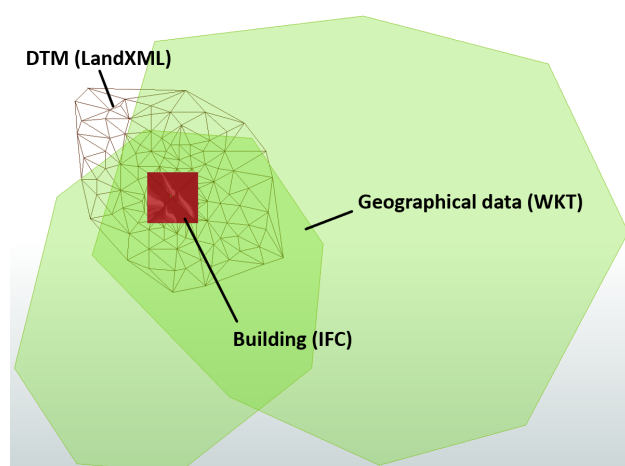 DTM (LandXML)
Geographical data (WKT)
Building (IFC)